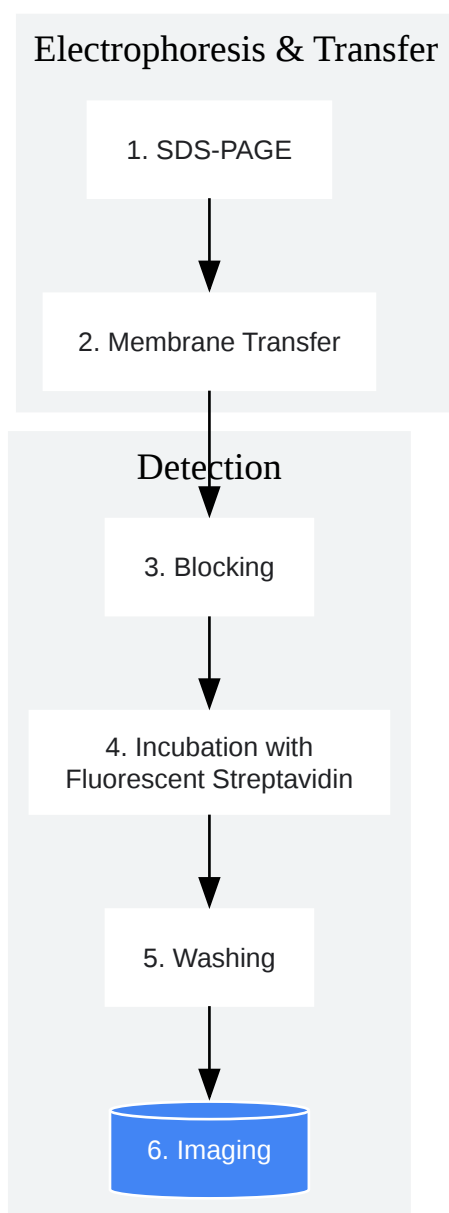 Electrophoresis & Transfer
1. SDS-PAGE
2. Membrane Transfer
Detection
3. Blocking
4. Incubation with
Fluorescent Streptavidin
5. Washing
6. Imaging